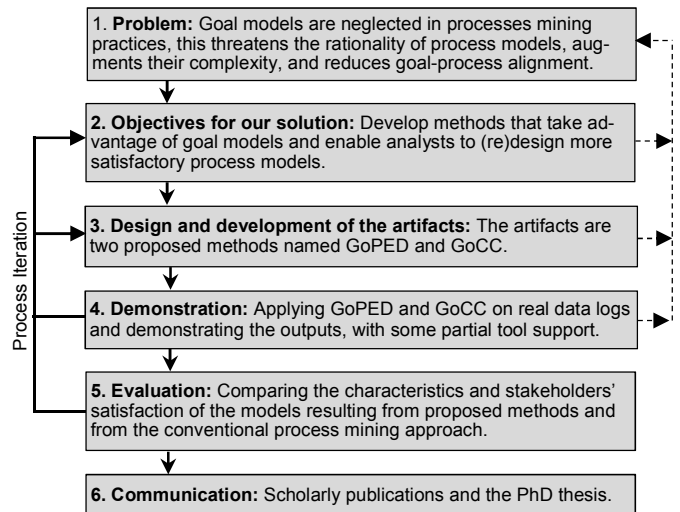 1. Problem: Goal models are neglected in processes mining
practices, this threatens the rationality of process models, aug-
ments their complexity, and reduces goal-process alignment.
2. Objectives for our solution: Develop methods that take ad-
vantage of goal models and enable analysts to (re)design more
satisfactory process models.
3. Design and development of the artifacts: The artifacts are
two proposed methods named GoPED and GoCC.
4. Demonstration: Applying GoPED and GoCC on real data logs
and demonstrating the outputs, with some partial tool support.
5. Evaluation: Comparing the characteristics and stakeholders’
satisfaction of the models resulting from proposed methods and
from the conventional process mining approach.
6. Communication: Scholarly publications and the PhD thesis.
Process Iteration